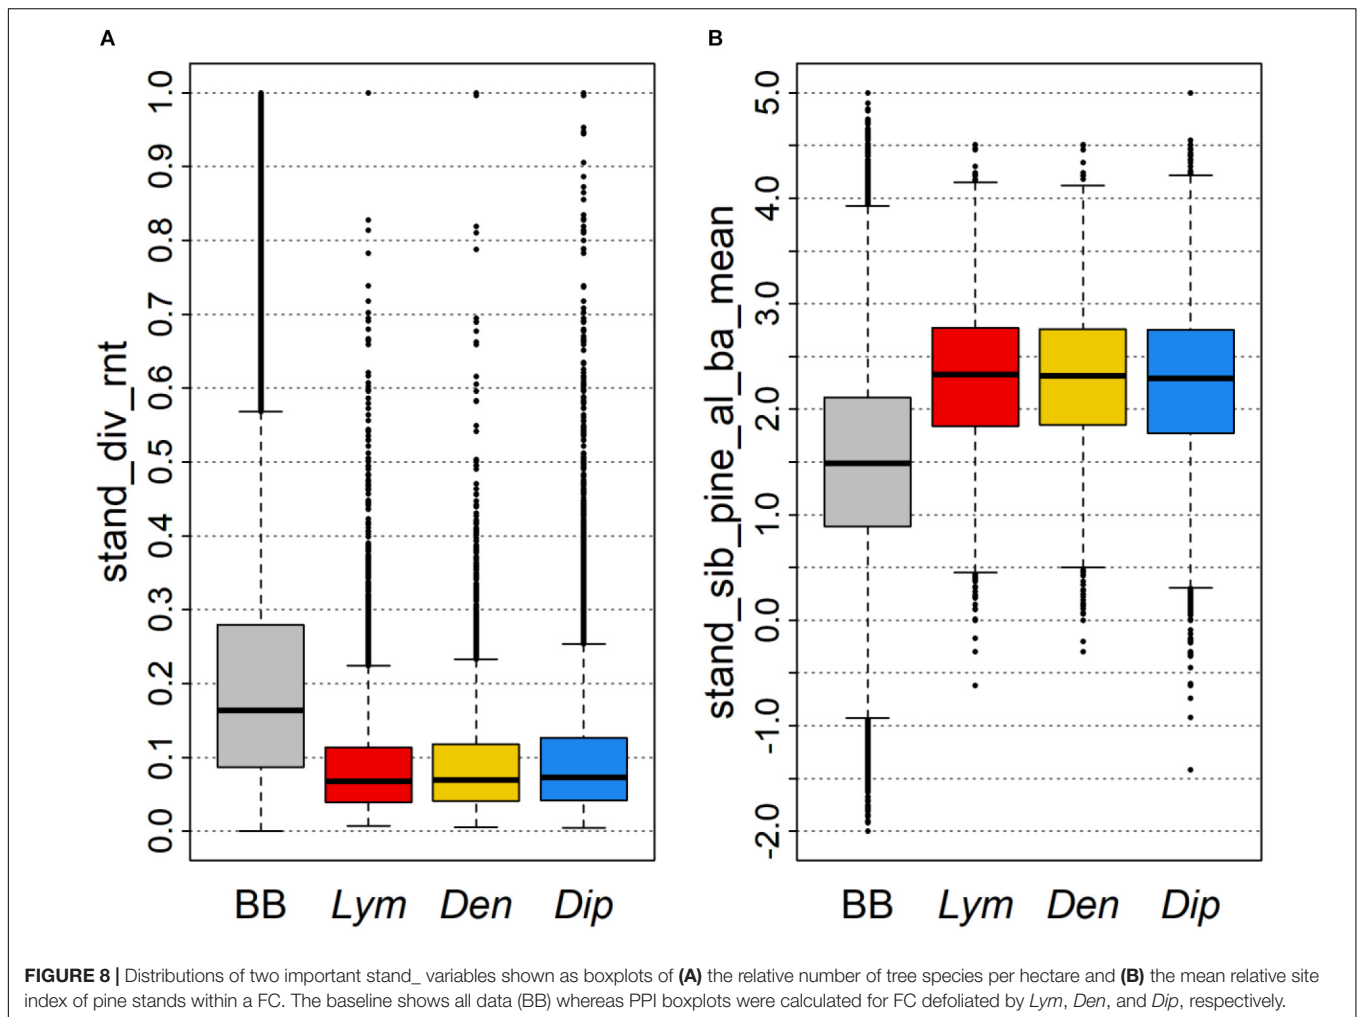 A
B
stand_div_rnt
1.0
0.9
0.8
0.7
0.6
0.5
0.4
0.3
0.2
0.1
0.0
BB Lym Den Dip
stand_sib_pine_al_ba_mean
5.0
4.0
3.0
2.0
1.0
0.0
-1.0
-2.0
BB Lym Den Dip
FIGURE 8 | Distributions of two important stand_ variables shown as boxplots of (A) the relative number of tree species per hectare and (B) the mean relative site
index of pine stands within a FC. The baseline shows all data (BB) whereas PPI boxplots were calculated for FC defoliated by Lym, Den, and Dip, respectively.